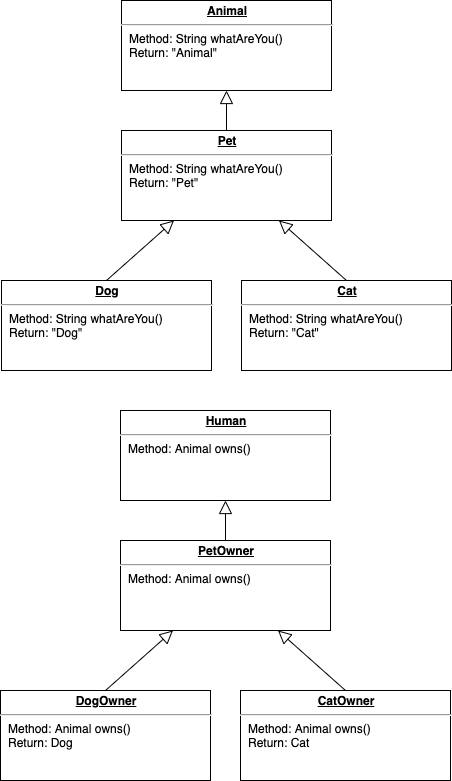 Animal
Method: String whatAreYou()
Return: "Animal"
Pet
Method: String whatAreYou()
Return: "Pet"
Dog
Method: String whatAreYou()
Return: "Dog"
Cat
Method: String whatAreYou()
Return: "Cat"
Human
Method: Animal owns()
PetOwner
Method: Animal owns()
DogOwner
Method: Animal owns()
Return: Dog
CatOwner
Method: Animal owns()
Return: Cat